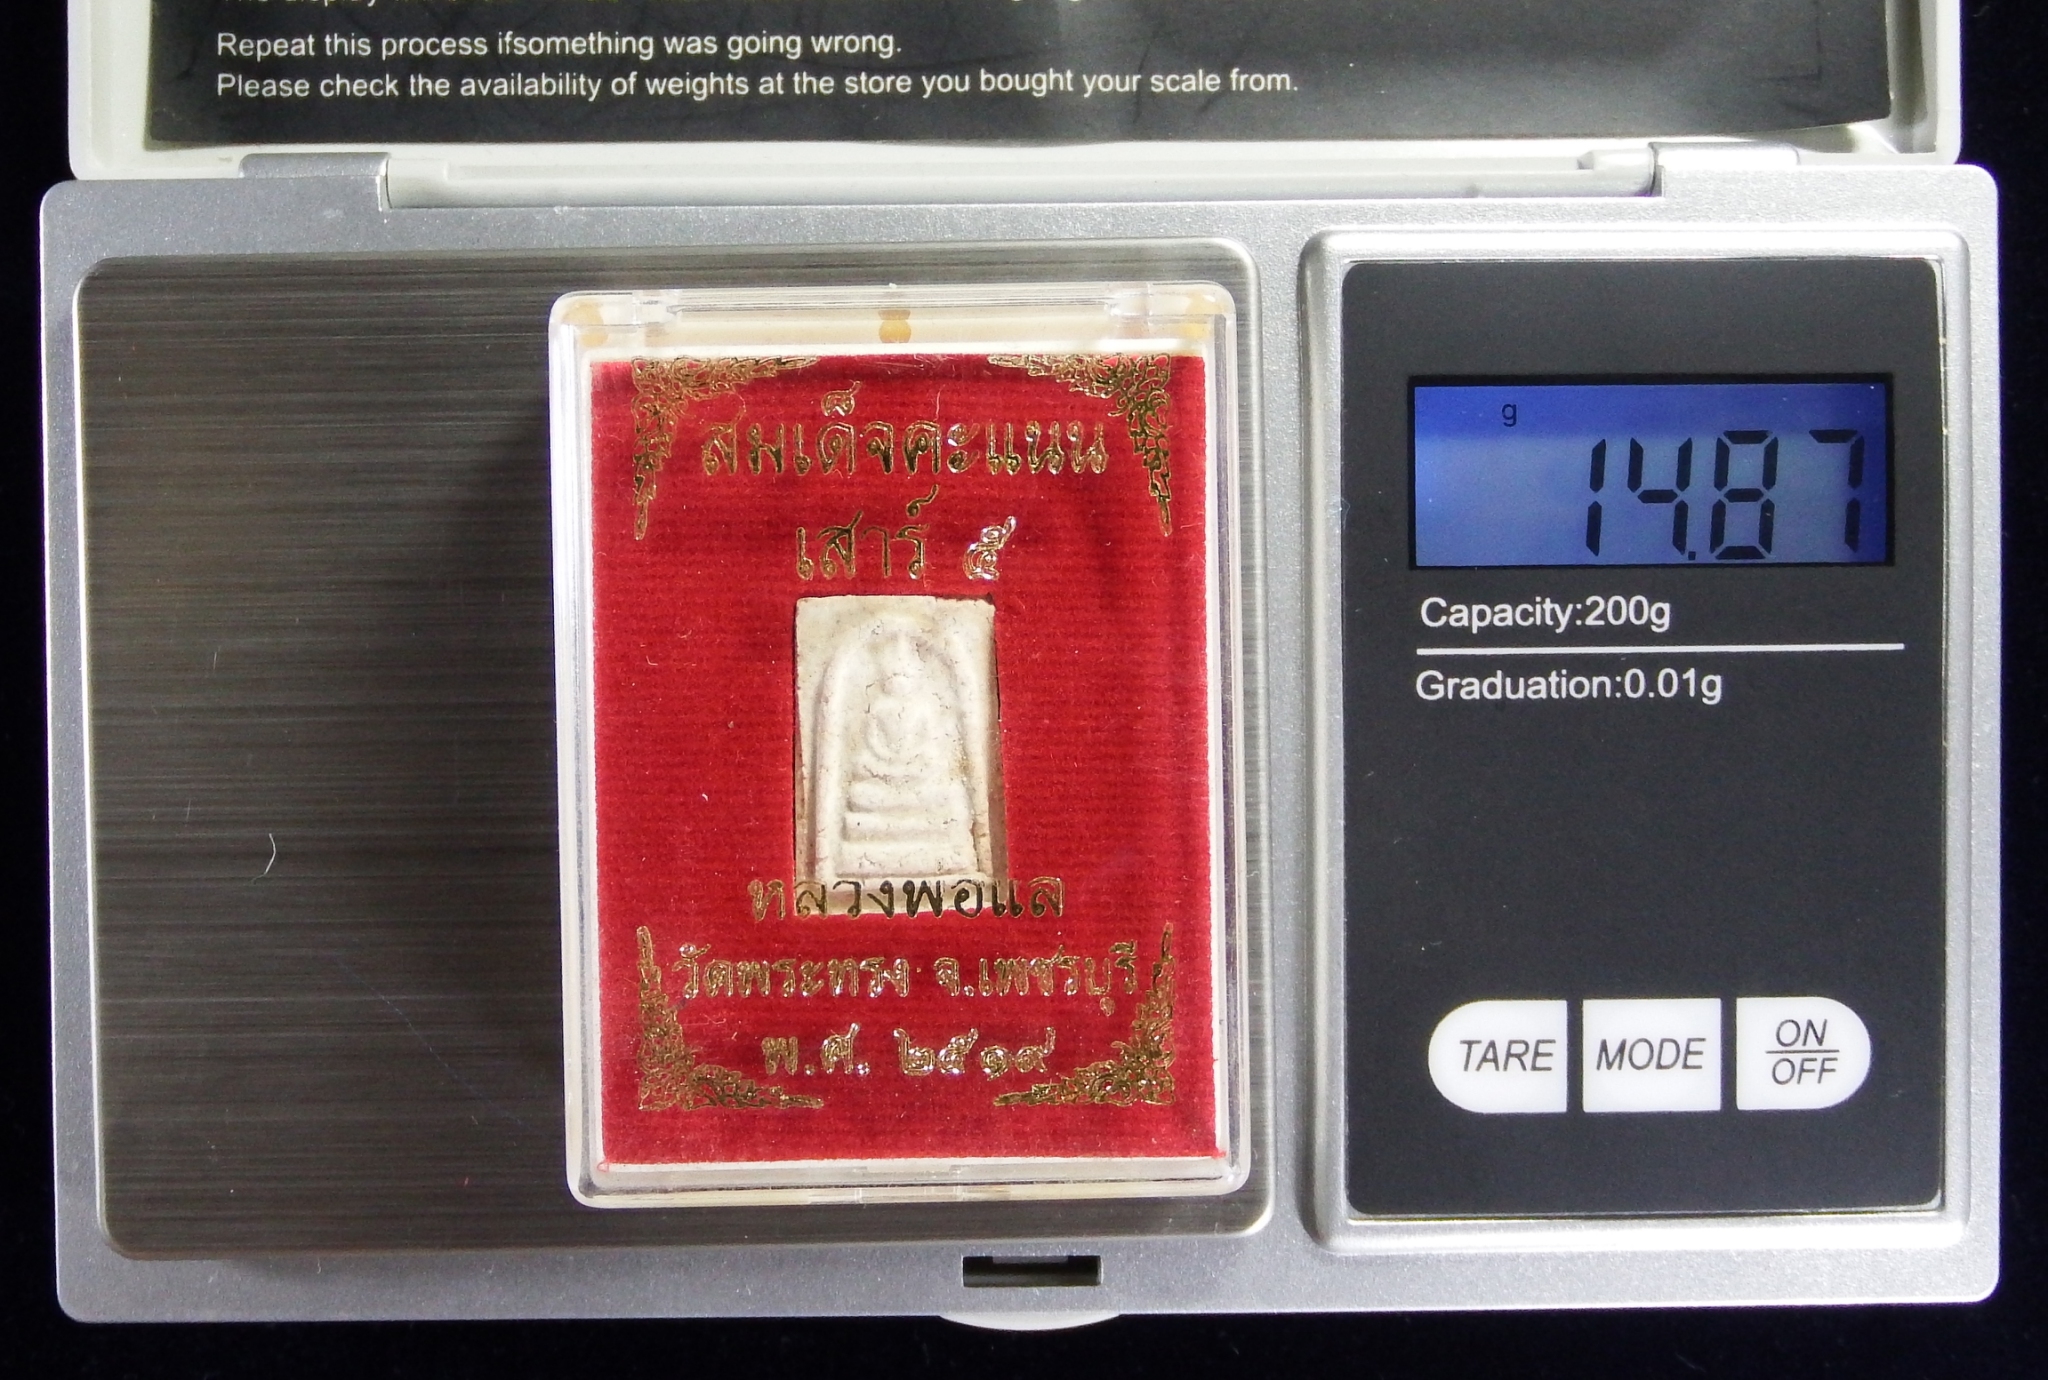 Repeat this process ifsomething was going wrong.
Please check the availability of weights at the store you bought your scale from.
สมเด็จคะแนน
เสาร์ ๕
หลวงพ่อแล
วัดพระทรง จ.เพชรบุรี
พ.ศ. ๒๕๑๙
g
14.87
Capacity:200g
Graduation:0.01g
TARE
MODE
ON
OFF